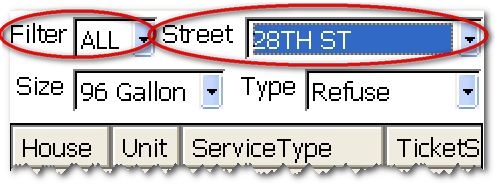 Filter ALL Street 28TH ST
Size 96 Gallon Type Refuse
House Unit ServiceType TicketS